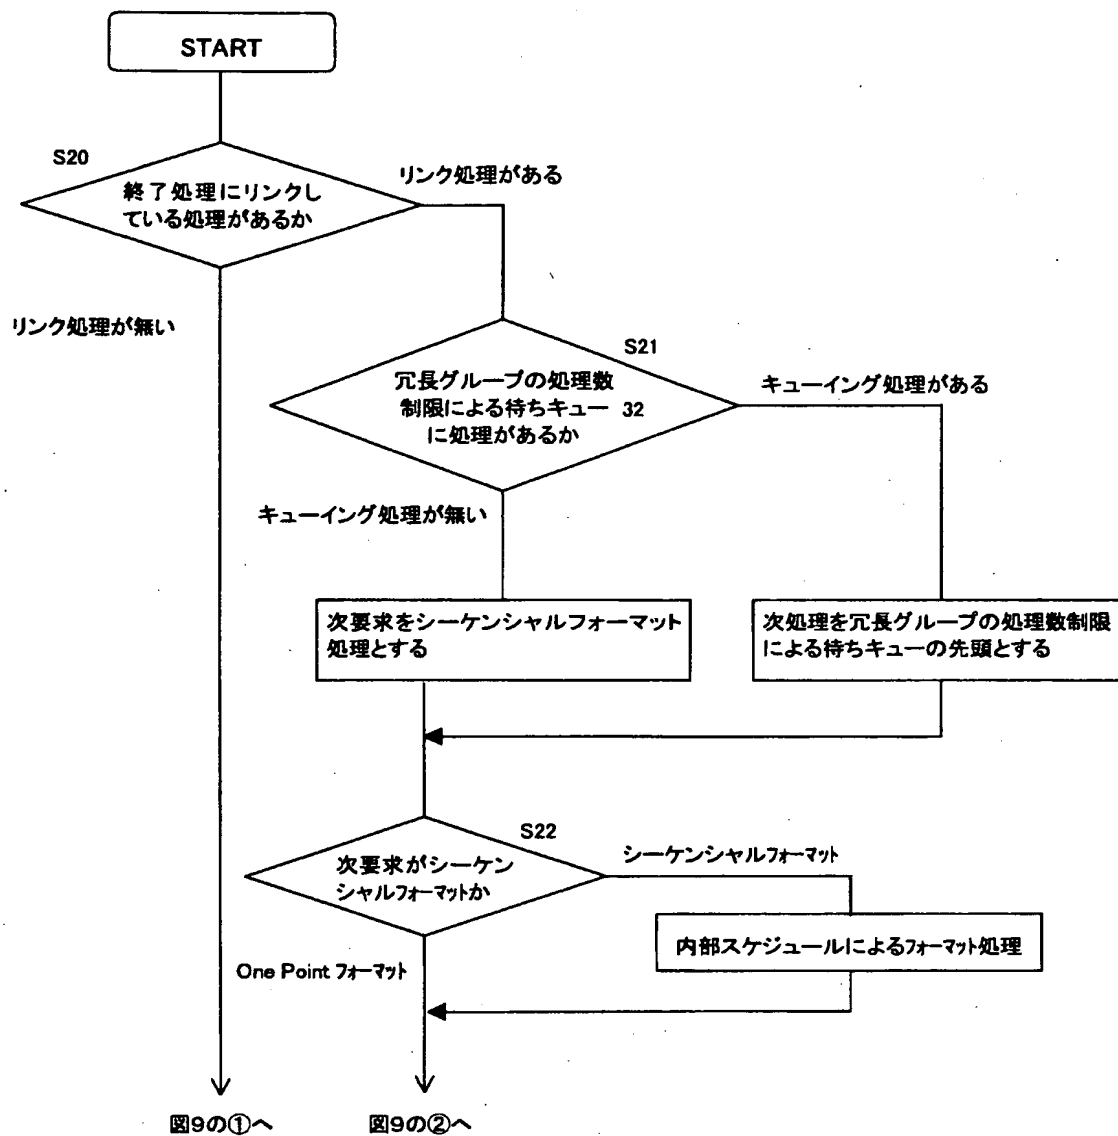 START
S20
終了処理にリンクし
ている処理があるか
リンク処理がある
リンク処理が無い
S21
冗長グループの処理数
制限による待ちキュー 32
に処理があるか
キューイング処理がある
キューイング処理が無い
次要求をシーケンシャルフォーマット
処理とする
次処理を冗長グループの処理数制限
による待ちキューの先頭とする
S22
次要求がシーケン
シャルフォーマットか
シーケンシャルフォーマット
内部スケジュールによるフォーマット処理
One Point フォーマット
図9の①へ
図9の②へ